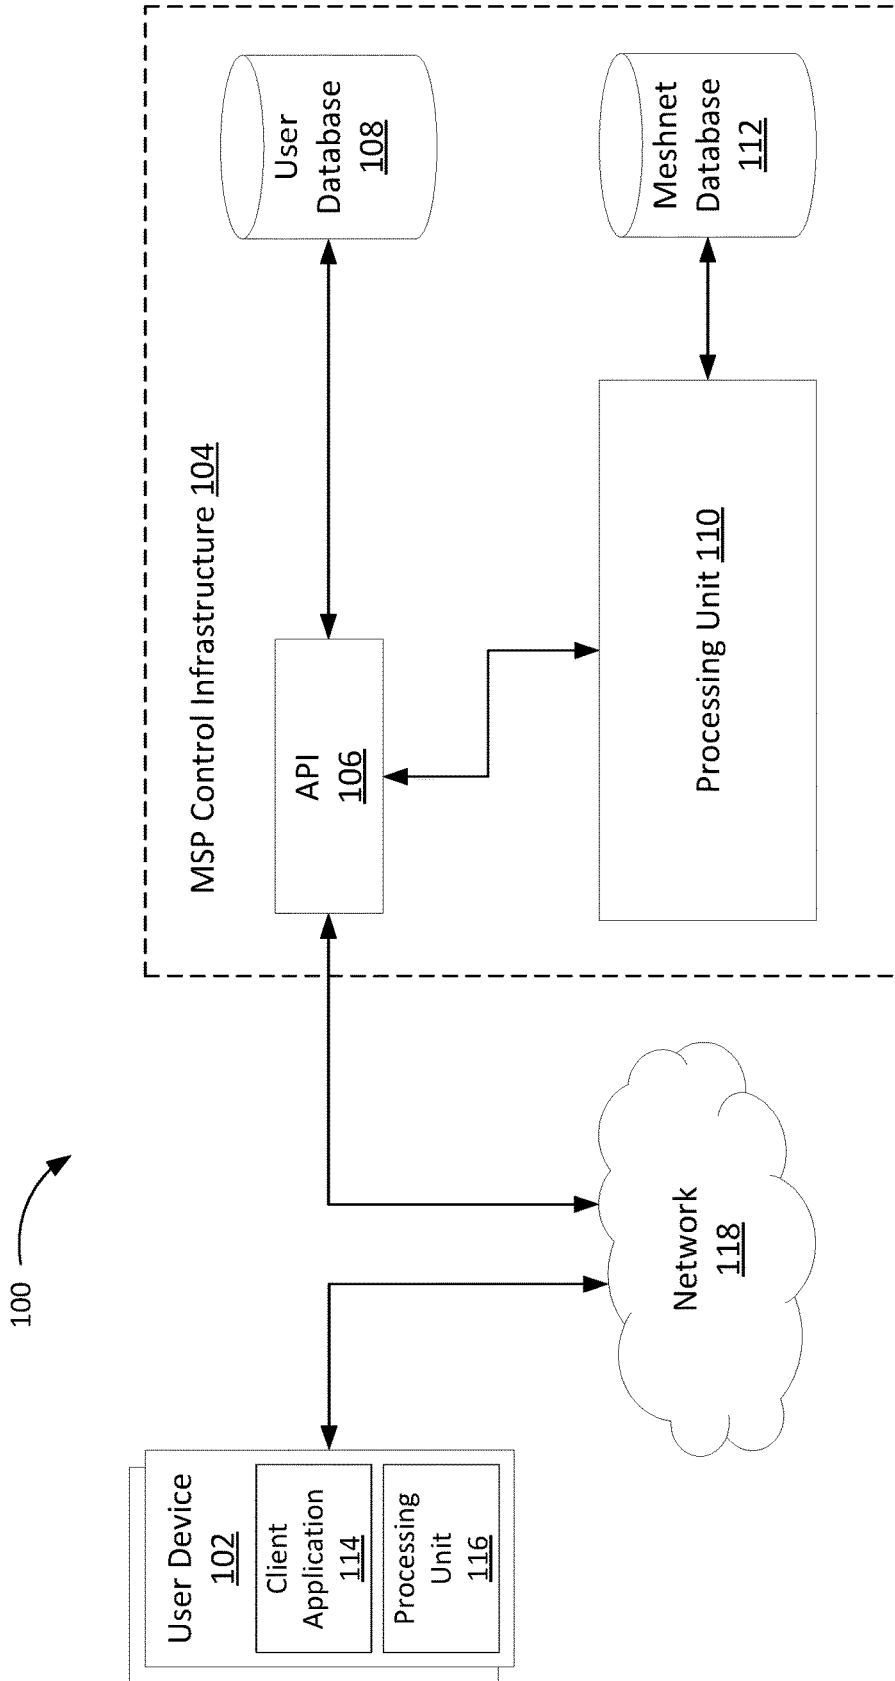 100
User Device
102
Client
Application
114
Processing
Unit
116
Network
118
MSP Control Infrastructure 104
API
106
User
Database
108
Processing Unit 110
Meshnet
Database
112